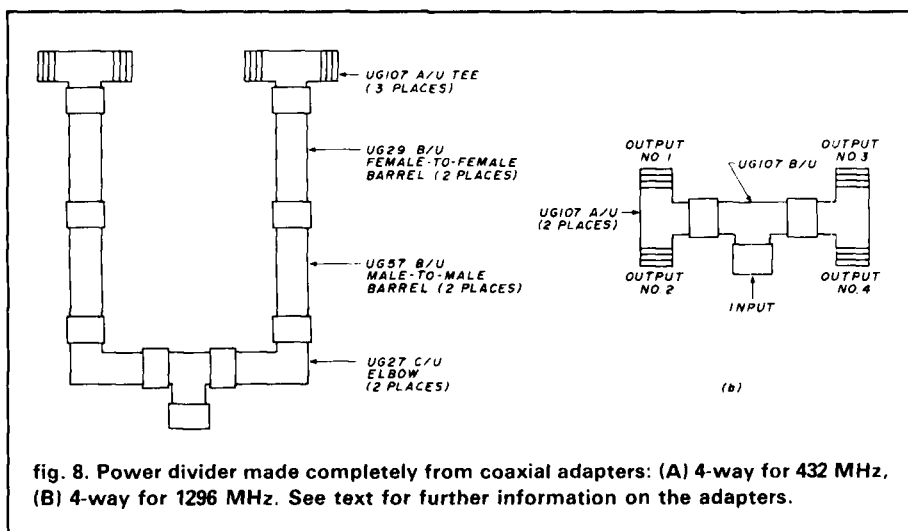 UG107 A/U TEE
(3 PLACES)
UG29 B/U
FEMALE-TO-FEMALE
BARREL (2 PLACES)
UG57 B/U
MALE-TO-MALE
BARREL (2 PLACES)
UG27 C/U
ELBOW
(2 PLACES)
OUTPUT
NO. 1
UG107 B/U
OUTPUT
NO. 3
UG107 A/U
(2 PLACES)
OUTPUT
NO. 2
INPUT
OUTPUT
NO. 4
(b)
fig. 8. Power divider made completely from coaxial adapters: (A) 4-way for 432 MHz,
(B) 4-way for 1296 MHz. See text for further information on the adapters.